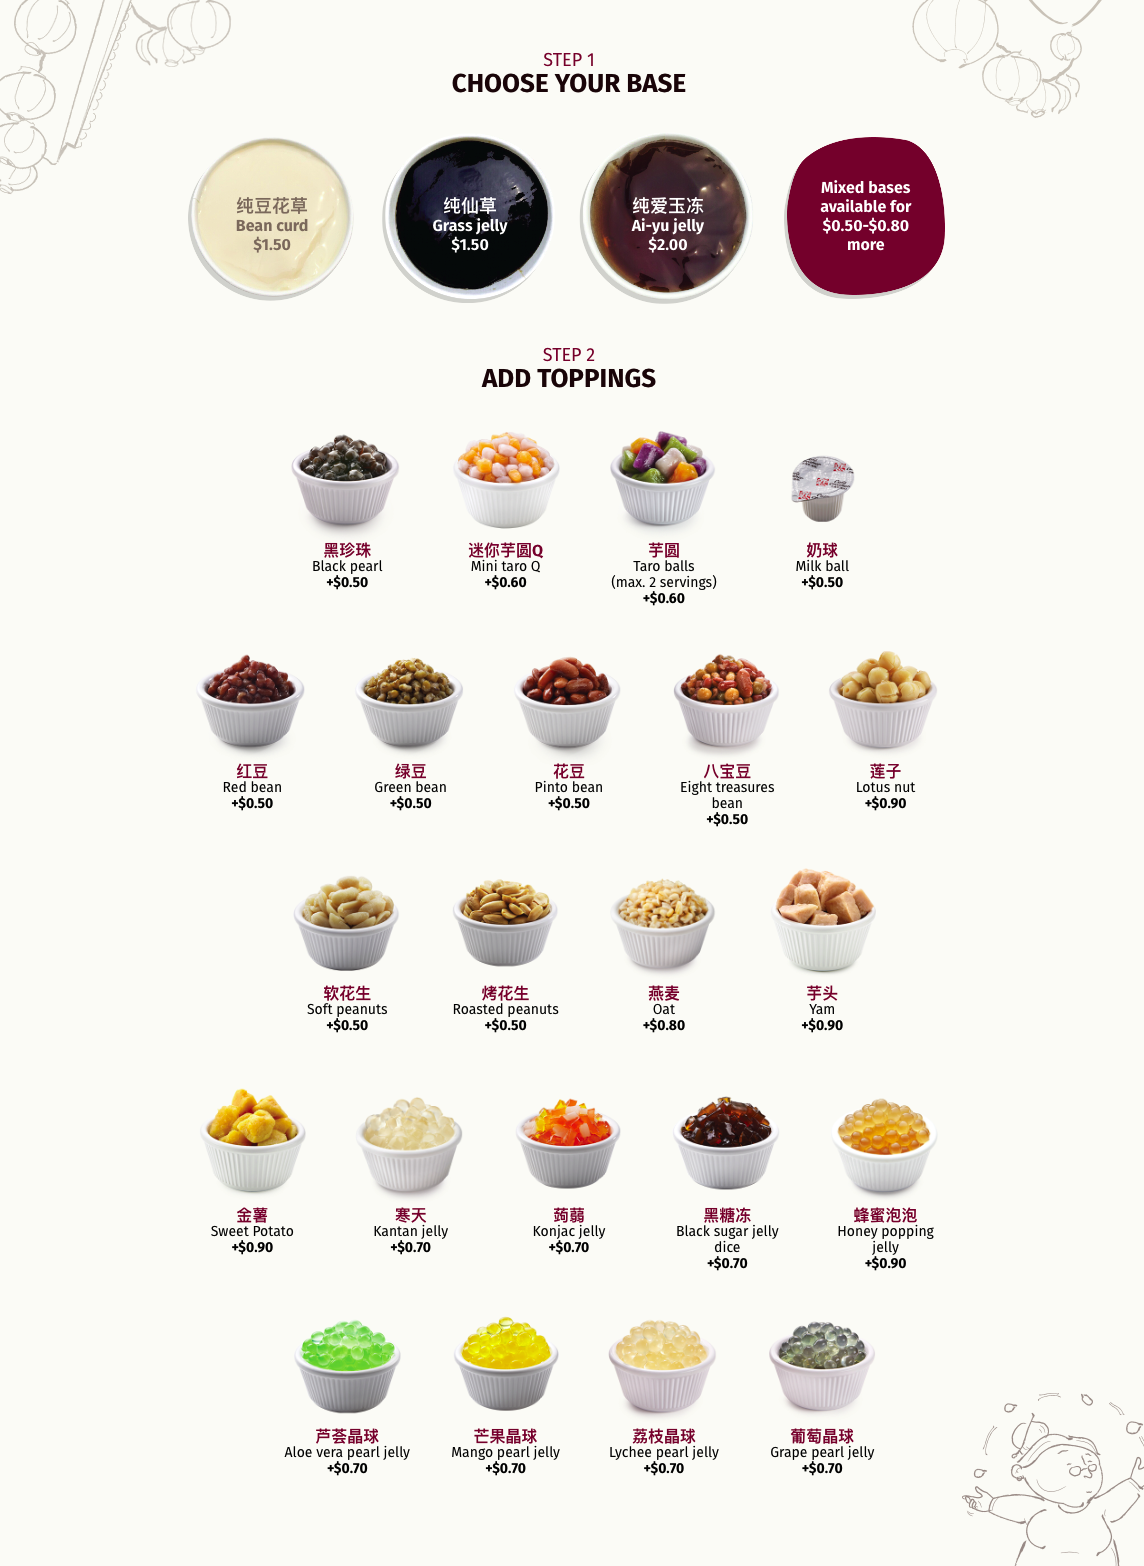 STEP 1
CHOOSE YOUR BASE
纯豆花草
Bean curd
$1.50
纯仙草
Grass jelly
$1.50
纯爱玉冻
Ai-yu jelly
$2.00
Mixed bases
available for
$0.50-$0.80
more
STEP 2
ADD TOPPINGS
黑珍珠
Black pearl
+$0.50
迷你芋圆Q
Mini taro Q
+$0.60
芋圆
Taro balls
(max. 2 servings)
+$0.60
奶球
Milk ball
+$0.50
红豆
Red bean
+$0.50
绿豆
Green bean
+$0.50
花豆
Pinto bean
+$0.50
八宝豆
Eight treasures
bean
+$0.50
莲子
Lotus nut
+$0.90
软花生
Soft peanuts
+$0.50
烤花生
Roasted peanuts
+$0.50
燕麦
Oat
+$0.80
芋头
Yam
+$0.90
金薯
Sweet Potato
+$0.90
寒天
Kantan jelly
+$0.70
蒟蒻
Konjac jelly
+$0.70
黑糖冻
Black sugar jelly
dice
+$0.70
蜂蜜泡泡
Honey popping
jelly
+$0.90
芦荟晶球
Aloe vera pearl jelly
+$0.70
芒果晶球
Mango pearl jelly
+$0.70
荔枝晶球
Lychee pearl jelly
+$0.70
葡萄晶球
Grape pearl jelly
+$0.70